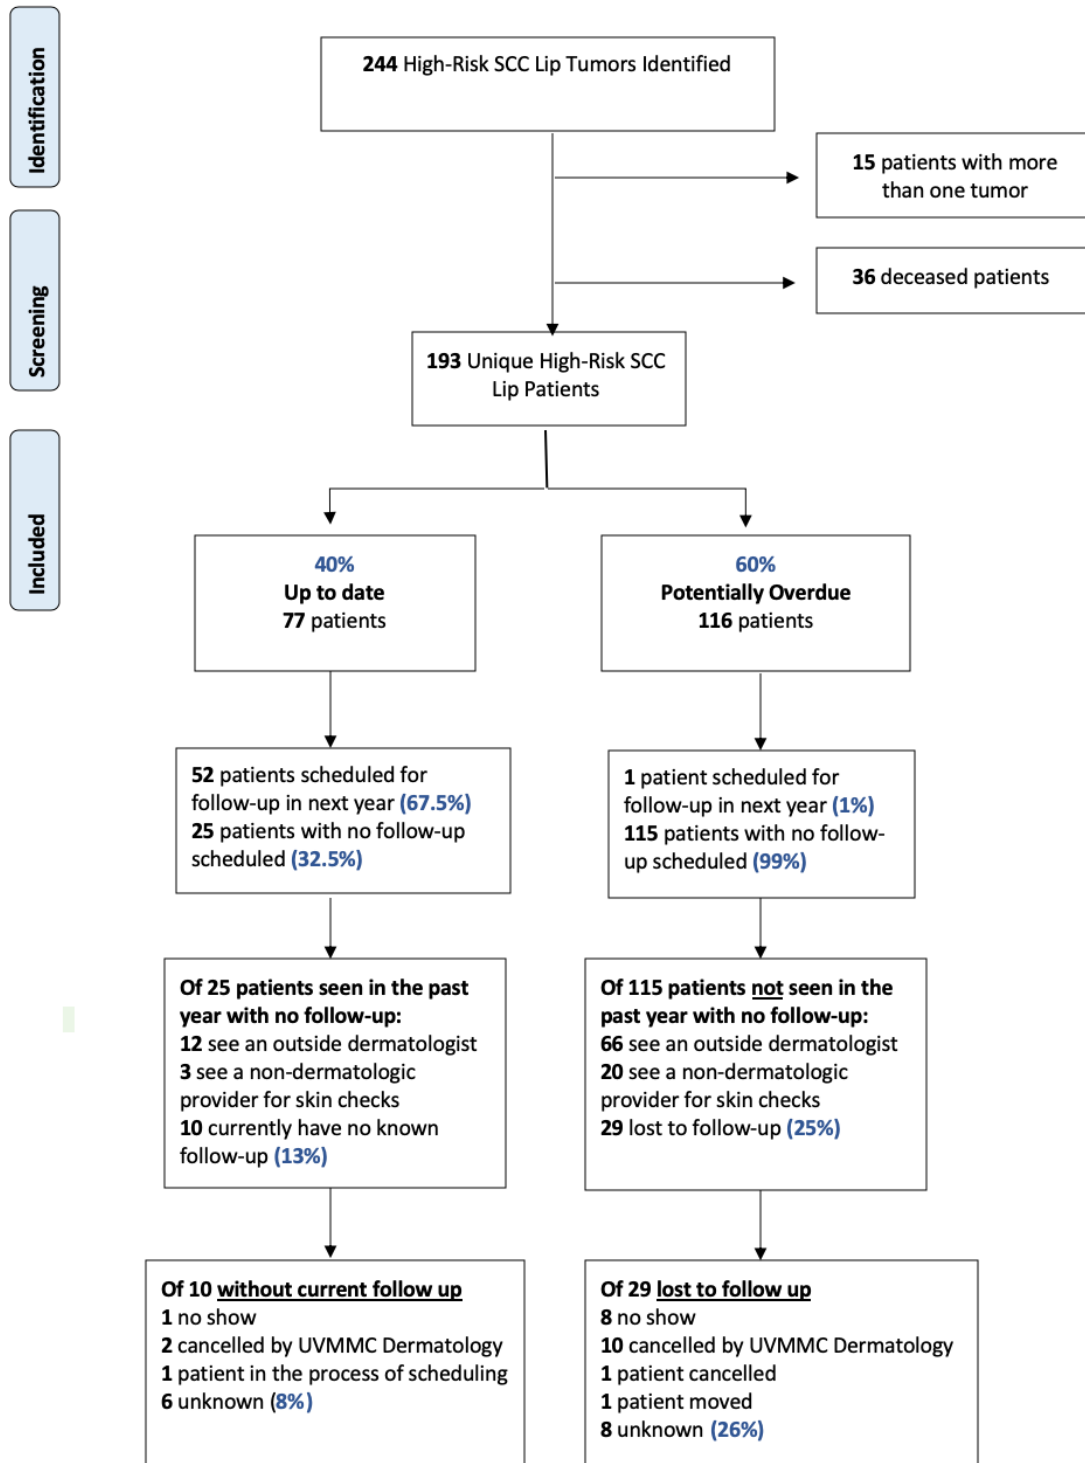 Identification
244 High-Risk SCC Lip Tumors Identified
15 patients with more
than one tumor
Screening
36 deceased patients
193 Unique High-Risk SCC
Lip Patients
Included
40%
Up to date
77 patients
60%
Potentially Overdue
116 patients
52 patients scheduled for
follow-up in next year (67.5%)
25 patients with no follow-up
scheduled (32.5%)
1 patient scheduled for
follow-up in next year (1%)
115 patients with no follow-
up scheduled (99%)
Of 25 patients seen in the past
year with no follow-up:
12 see an outside dermatologist
3 see a non-dermatologic
provider for skin checks
10 currently have no known
follow-up (13%)
Of 115 patients not seen in the
past year with no follow-up:
66 see an outside dermatologist
20 see a non-dermatologic
provider for skin checks
29 lost to follow-up (25%)
Of 10 without current follow up
1 no show
2 cancelled by UVMMC Dermatology
1 patient in the process of scheduling
6 unknown (8%)
Of 29 lost to follow up
8 no show
10 cancelled by UVMMC Dermatology
1 patient cancelled
1 patient moved
8 unknown (26%)